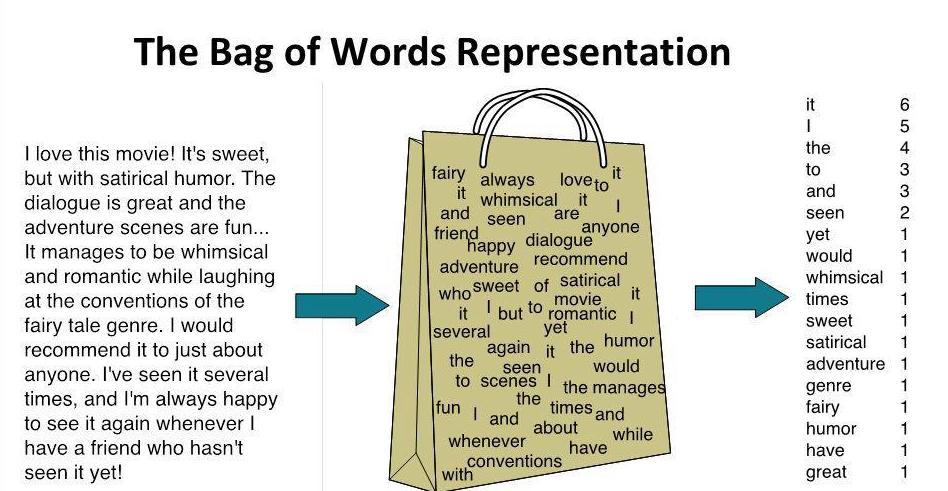 The Bag of Words Representation
I love this movie! It's sweet,
but with satirical humor. The
dialogue is great and the
adventure scenes are fun...
It manages to be whimsical
and romantic while laughing
at the conventions of the
fairy tale genre. I would
recommend it to just about
anyone. I've seen it several
times, and I'm always happy
to see it again whenever I
have a friend who hasn't
seen it yet!
fairy always love to it
it whimsical it I
and seen are anyone
friend happy dialogue
adventure recommend
who sweet of satirical
it I but to movie romantic it I
several yet
again it the humor
the seen would
to scenes I the manages
fun I and the times and
about
whenever have while
conventions
with
it 6
I 5
the 4
to 3
and 3
seen 2
yet 1
would 1
whimsical 1
times 1
sweet 1
satirical 1
adventure 1
genre 1
fairy 1
humor 1
have 1
great 1